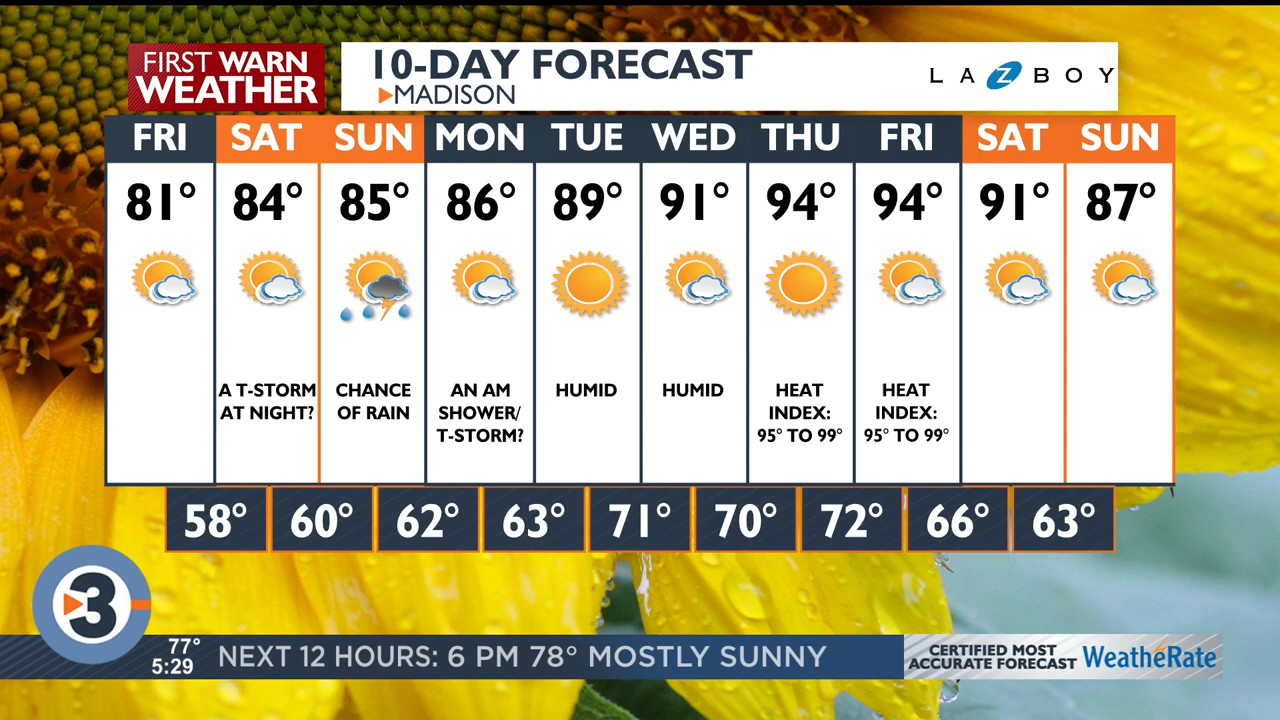 FIRST WARN
WEATHER
10-DAY FORECAST
MADISON
LA Z BOY
FRI SAT SUN MON TUE WED THU FRI SAT SUN
81° 84° 85° 86° 89° 91° 94° 94° 91° 87°
A T-STORM
AT NIGHT?
CHANCE
OF RAIN
AN AM
SHOWER/
T-STORM?
HUMID
HUMID
HEAT
INDEX:
95° TO 99°
HEAT
INDEX:
95° TO 99°
58° 60° 62° 63° 71° 70° 72° 66° 63°
3
77°
5:29
NEXT 12 HOURS: 6 PM 78° MOSTLY SUNNY
CERTIFIED MOST
ACCURATE FORECAST
WeatheRate